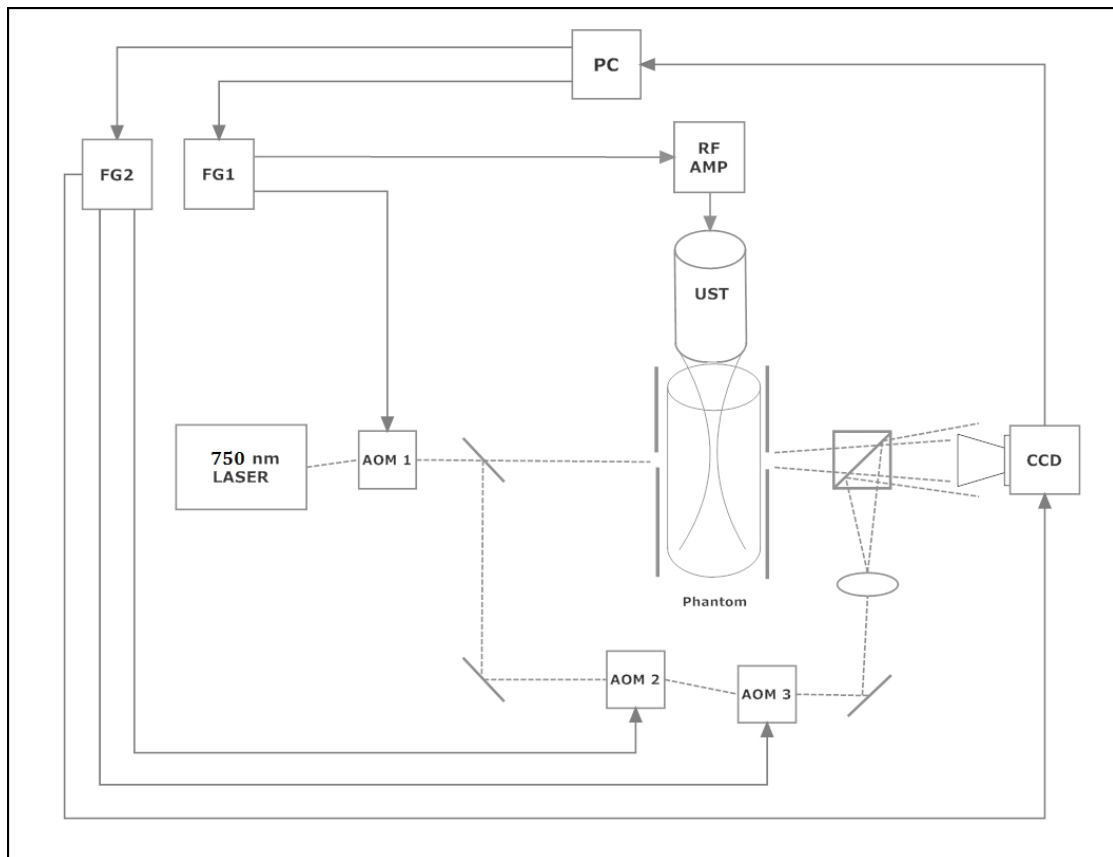 PC
FG2
FG1
RF
AMP
UST
750 nm
LASER
AOM 1
CCD
Phantom
AOM 2
AOM 3